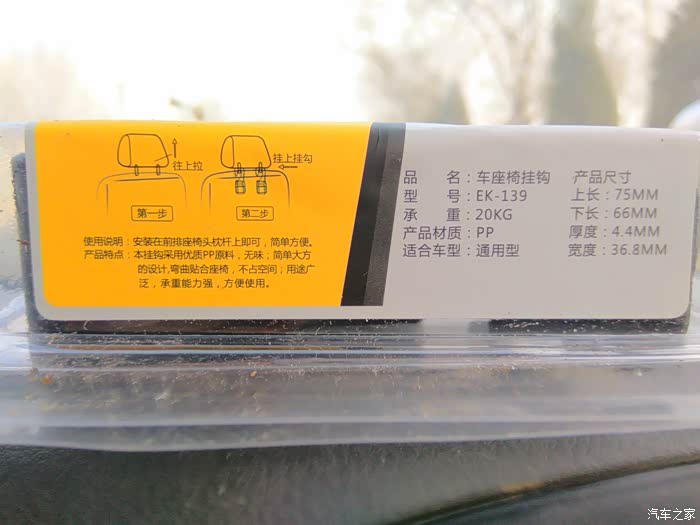 往上拉
挂上挂勾
第一步
第二步
使用说明：安装在前排座椅头枕杆上即可，简单方便。
产品特点：本挂钩采用优质PP原料，无味；简单大方
的设计,弯曲贴合座椅，不占空间；用途广
泛，承重能力强，方便使用。
品 名：车座椅挂钩
型 号：EK-139
承 重：20KG
产品材质：PP
适合车型：通用型
产品尺寸
上长：75MM
下长：66MM
厚度：4.4MM
宽度：36.8MM
汽车之家